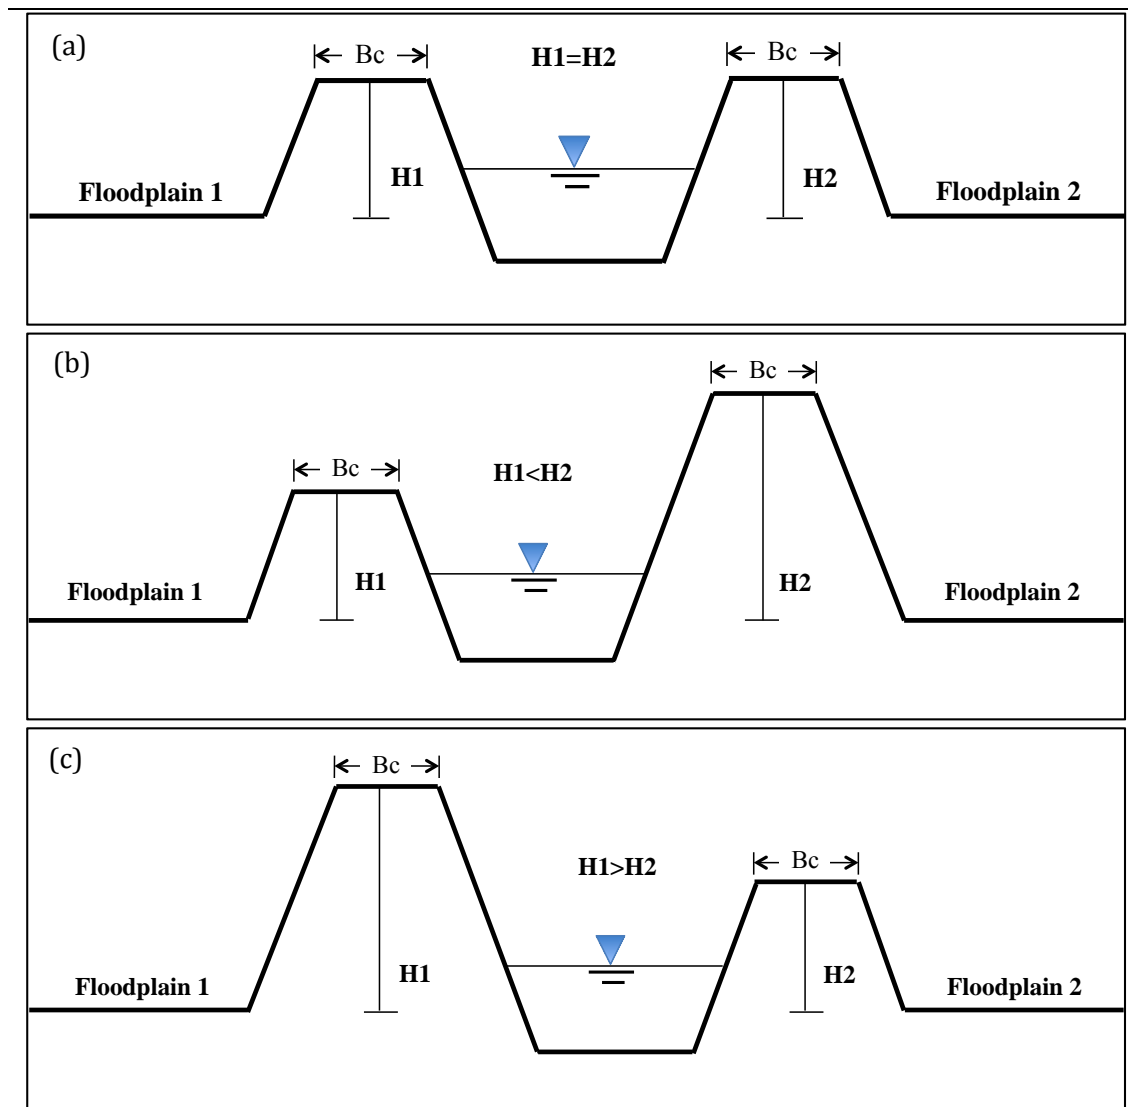 (a)
Bc
H1=H2
Bc
H1
H2
Floodplain 1
Floodplain 2
(b)
Bc
Bc
H1<H2
H1
H2
Floodplain 1
Floodplain 2
(c)
Bc
Bc
H1>H2
H1
H2
Floodplain 1
Floodplain 2